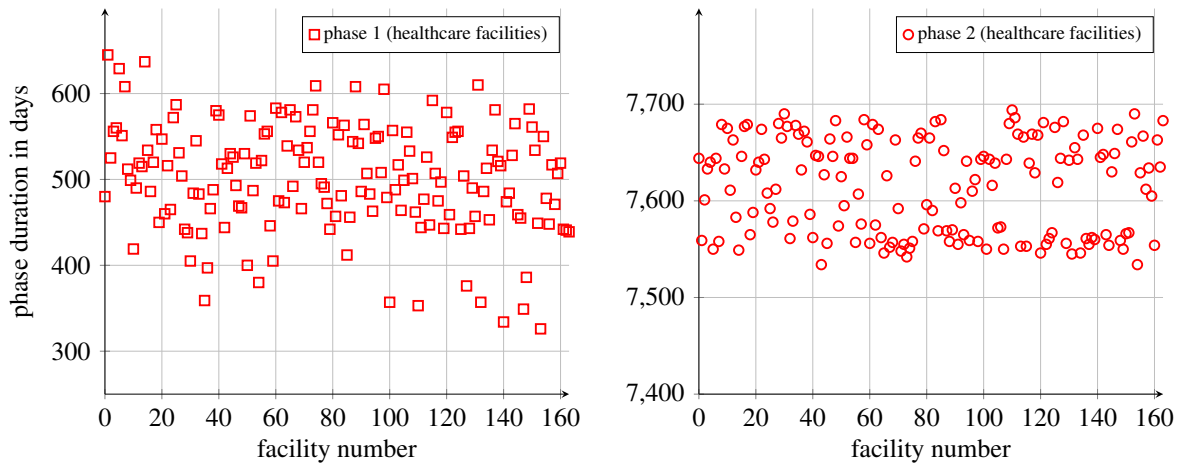 phase 1 (healthcare facilities)
600
500
400
300
0 20 40 60 80 100 120 140 160
facility number
phase duration in days
phase 2 (healthcare facilities)
7,700
7,600
7,500
7,400
0 20 40 60 80 100 120 140 160
facility number